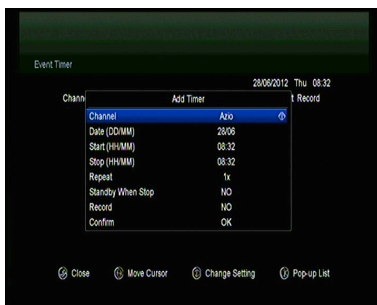 Event Timer
28/06/2012 Thu 08:32
Chann t Record
Add Timer
Channel Azio
Date (DD/MM) 28/06
Start (HH/MM) 08:32
Stop (HH/MM) 08:32
Repeat 1x
Standby When Stop NO
Record NO
Confirm OK
Close Move Cursor Change Setting Pop-up List